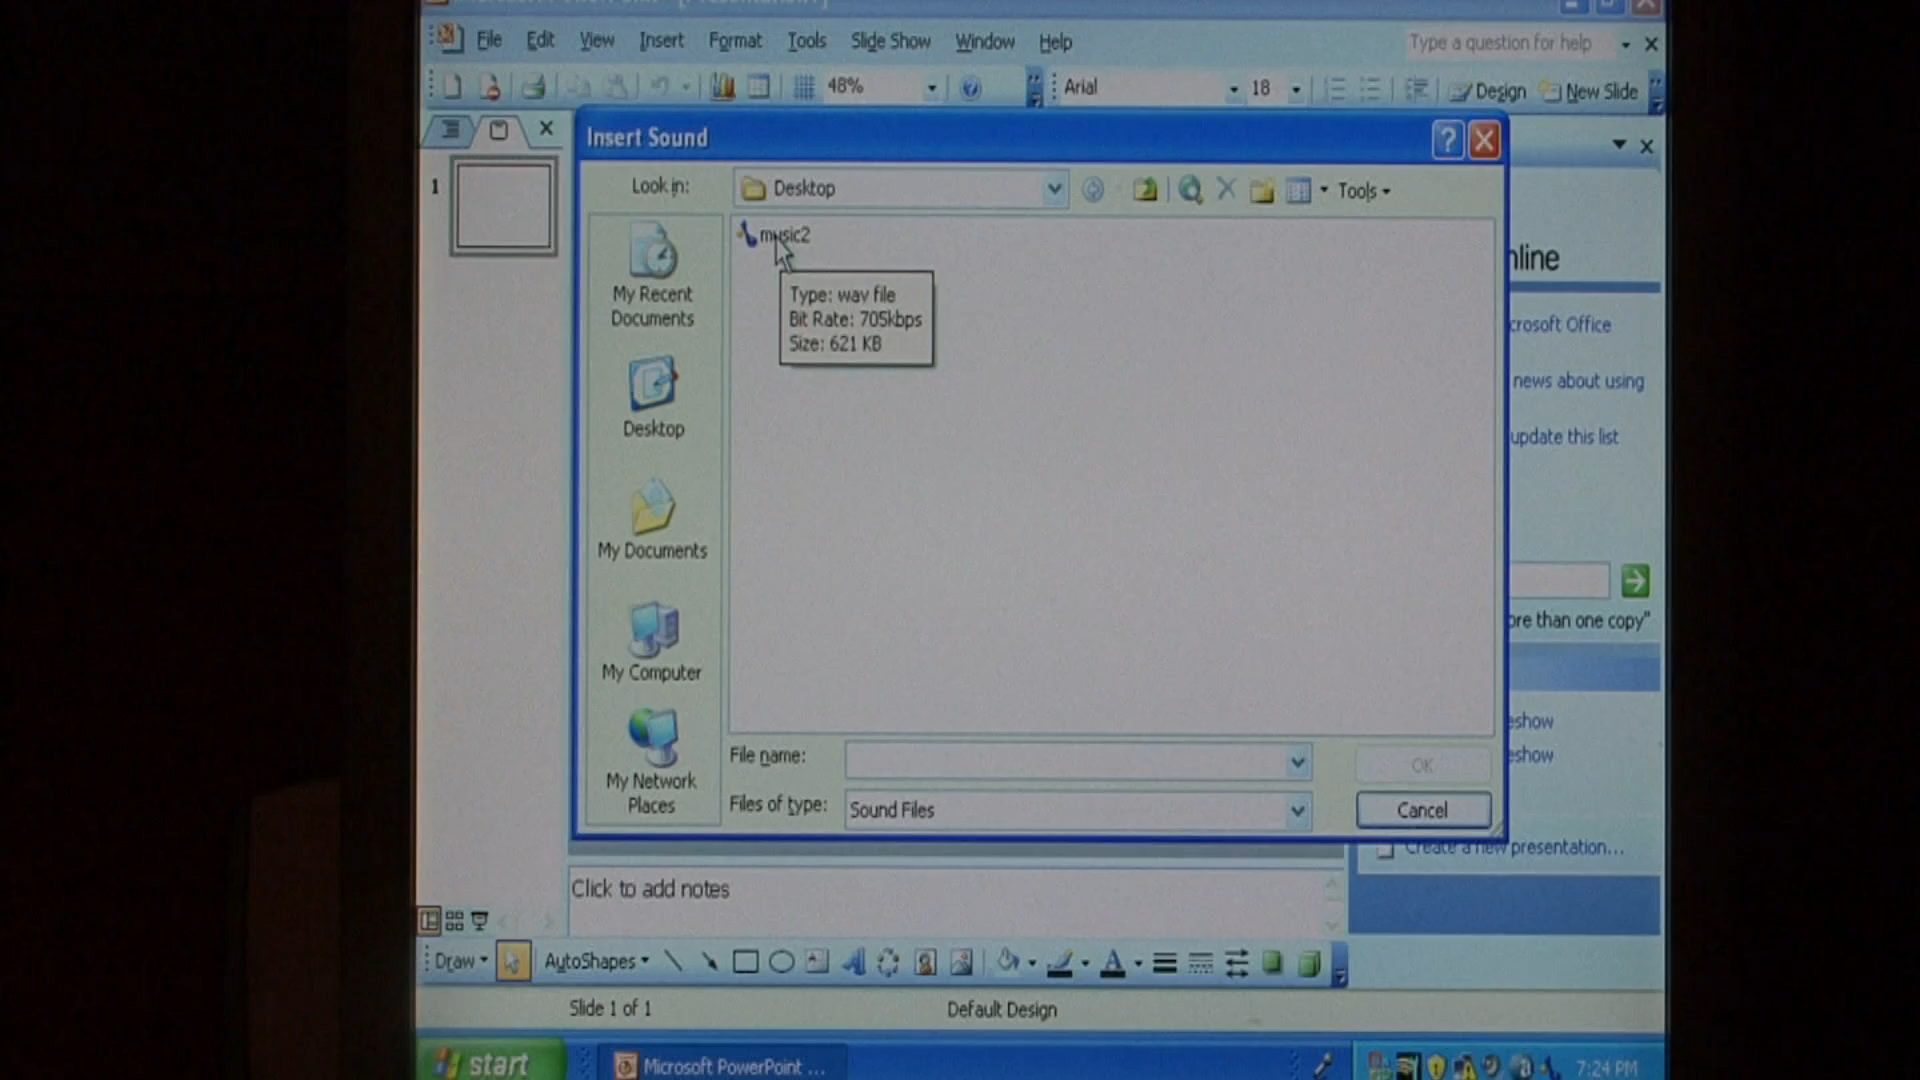 File Edit View Insert Format Tools Slide Show Window Help
Type a question for help
48%
Arial
18
Design
New Slide
1
Insert Sound
Look in:
Desktop
Tools
My Recent
Documents
Desktop
My Documents
My Computer
My Network
Places
music2
Type: wav file
Bit Rate: 705kbps
Size: 621 KB
File name:
OK
Files of type:
Sound Files
Cancel
nline
crosoft Office
news about using
update this list
ore than one copy"
eshow
eshow
Create a new presentation...
Click to add notes
Draw
AutoShapes
Slide 1 of 1
Default Design
start
Microsoft PowerPoint ...
7:24 PM